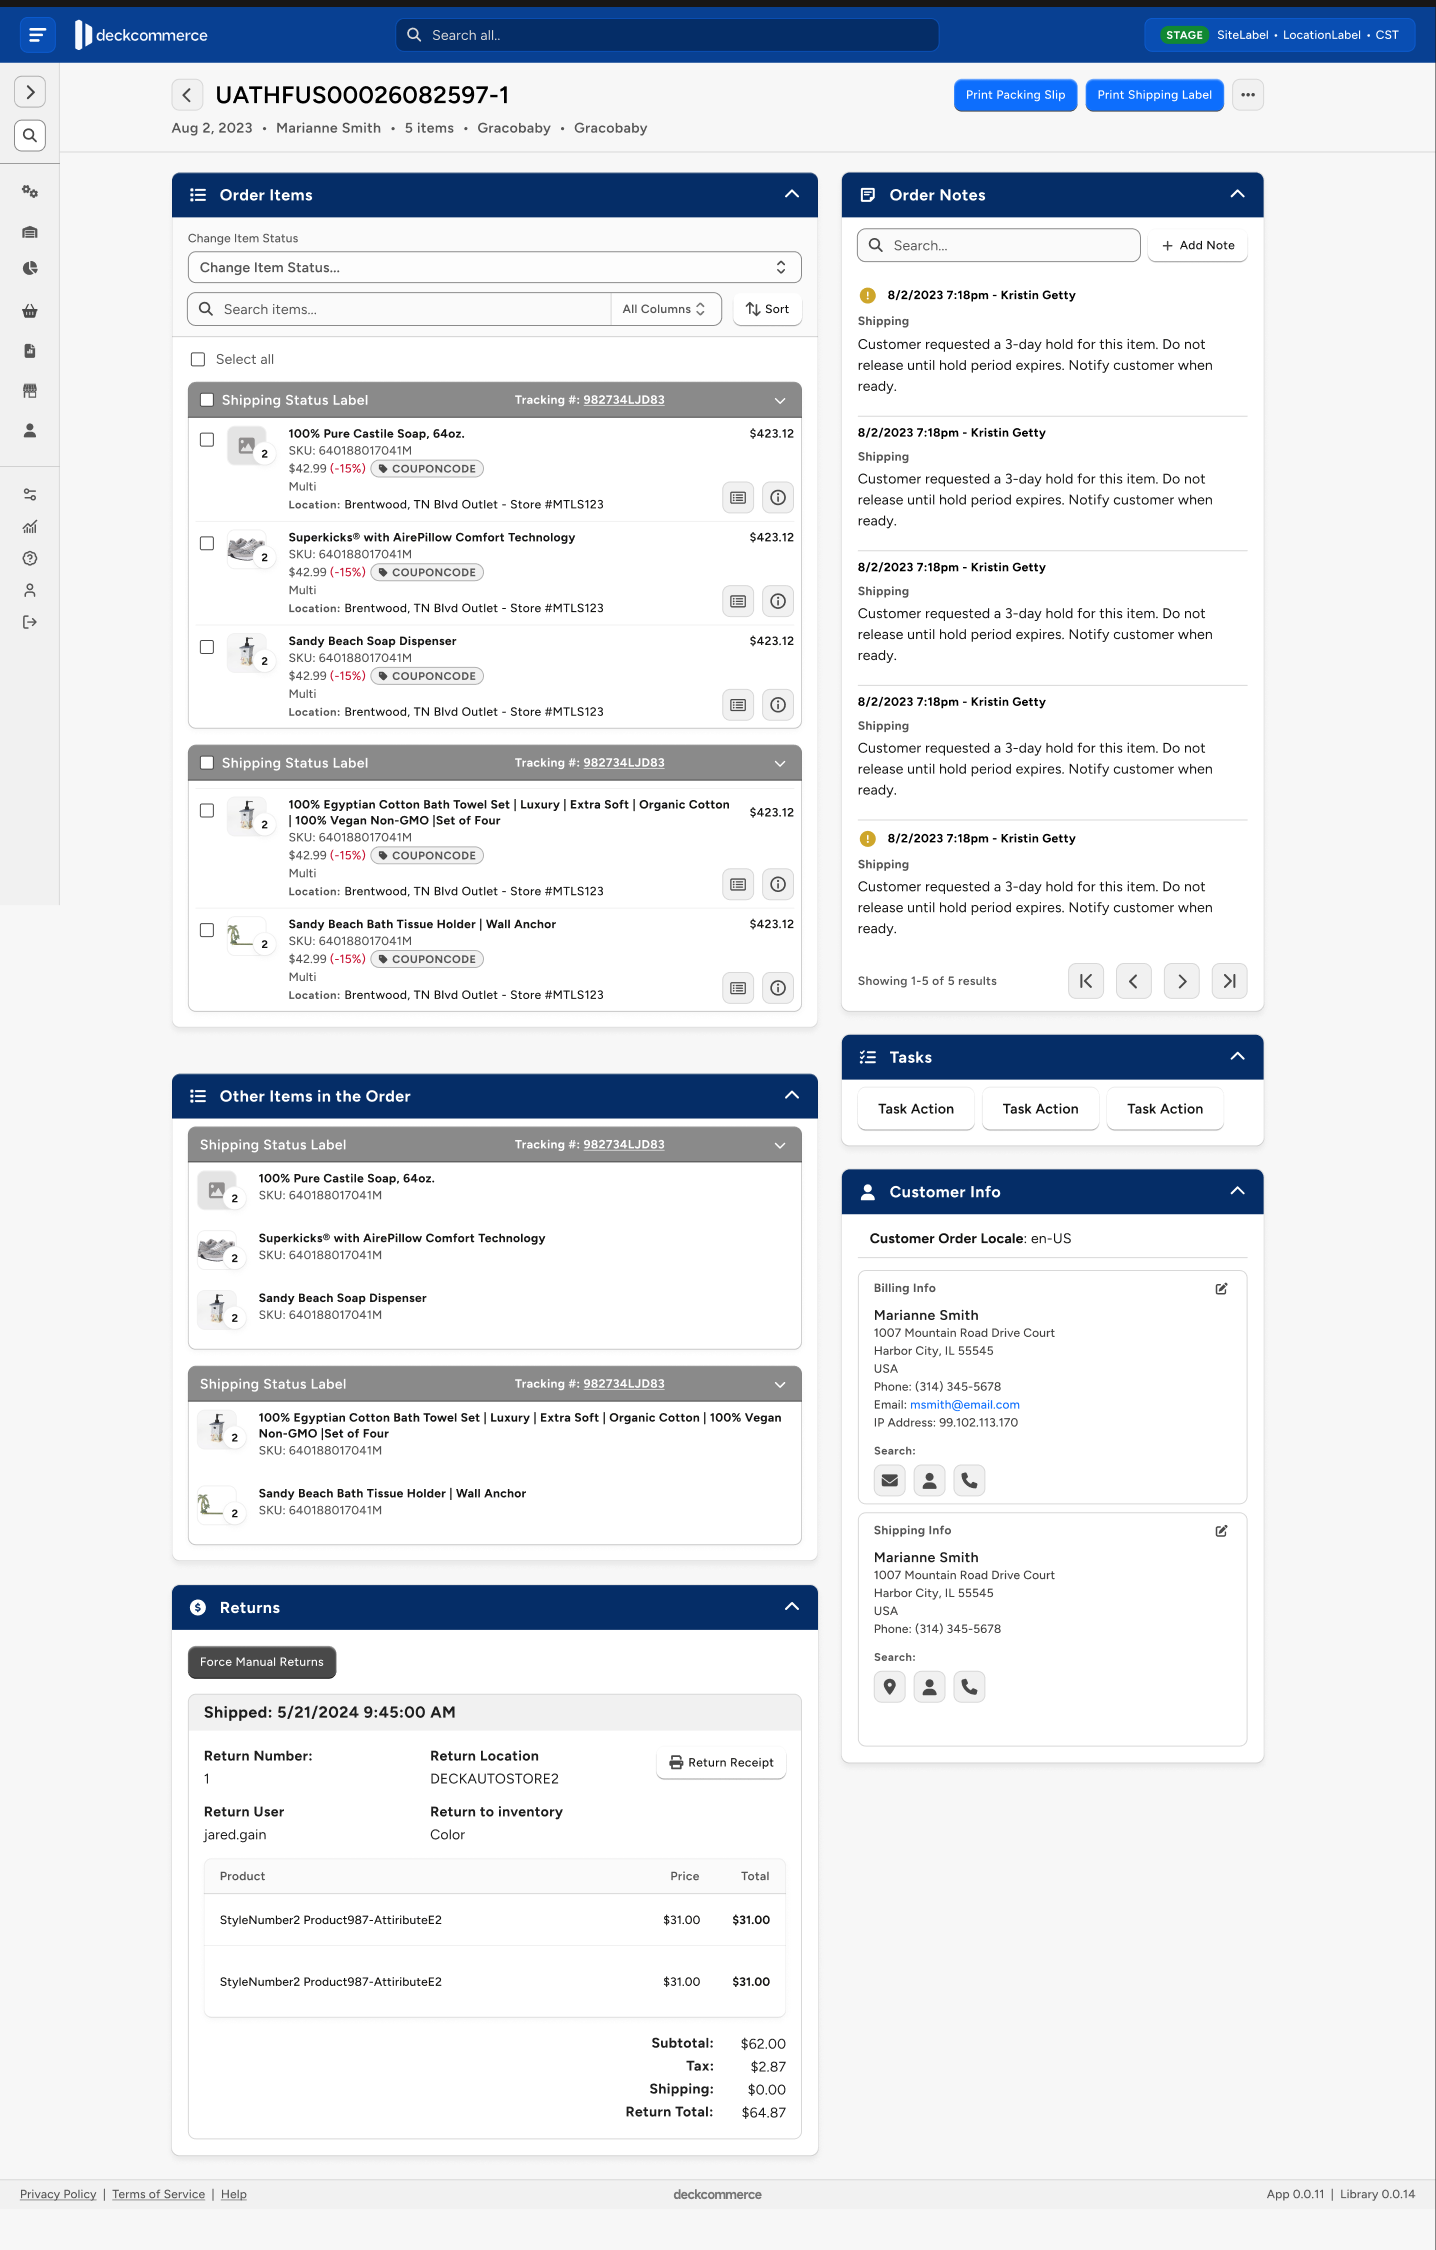 deckcommerce
Search all..
STAGE SiteLabel • LocationLabel • CST
UATHFUS00026082597-1
Print Packing Slip
Print Shipping Label
Aug 2, 2023 • Marianne Smith • 5 items • Gracobaby • Gracobaby
Order Items
Change Item Status
Change Item Status...
Search items...
All Columns
Sort
Select all
Shipping Status Label
Tracking #: 982734LJD83
100% Pure Castile Soap, 64oz.
$423.12
2
SKU: 640188017041M
$42.99 (-15%) COUPONCODE
Multi
Location: Brentwood, TN Blvd Outlet - Store #MTLS123
Superkicks® with AirePillow Comfort Technology
$423.12
2
SKU: 640188017041M
$42.99 (-15%) COUPONCODE
Multi
Location: Brentwood, TN Blvd Outlet - Store #MTLS123
Sandy Beach Soap Dispenser
$423.12
2
SKU: 640188017041M
$42.99 (-15%) COUPONCODE
Multi
Location: Brentwood, TN Blvd Outlet - Store #MTLS123
Shipping Status Label
Tracking #: 982734LJD83
100% Egyptian Cotton Bath Towel Set | Luxury | Extra Soft | Organic Cotton
| 100% Vegan Non-GMO |Set of Four
$423.12
2
SKU: 640188017041M
$42.99 (-15%) COUPONCODE
Multi
Location: Brentwood, TN Blvd Outlet - Store #MTLS123
Sandy Beach Bath Tissue Holder | Wall Anchor
$423.12
2
SKU: 640188017041M
$42.99 (-15%) COUPONCODE
Multi
Location: Brentwood, TN Blvd Outlet - Store #MTLS123
Other Items in the Order
Shipping Status Label
Tracking #: 982734LJD83
100% Pure Castile Soap, 64oz.
2
SKU: 640188017041M
Superkicks® with AirePillow Comfort Technology
2
SKU: 640188017041M
Sandy Beach Soap Dispenser
2
SKU: 640188017041M
Shipping Status Label
Tracking #: 982734LJD83
100% Egyptian Cotton Bath Towel Set | Luxury | Extra Soft | Organic Cotton | 100% Vegan
Non-GMO |Set of Four
2
SKU: 640188017041M
Sandy Beach Bath Tissue Holder | Wall Anchor
2
SKU: 640188017041M
Returns
Force Manual Returns
Shipped: 5/21/2024 9:45:00 AM
Return Number:
1
Return Location
DECKAUTOSTORE2
Return Receipt
Return User
jared.gain
Return to inventory
Color
Product Price Total
StyleNumber2 Product987-AttiributeE2 $31.00 $31.00
StyleNumber2 Product987-AttiributeE2 $31.00 $31.00
Subtotal: $62.00
Tax: $2.87
Shipping: $0.00
Return Total: $64.87
Order Notes
Search...
Add Note
8/2/2023 7:18pm - Kristin Getty
Shipping
Customer requested a 3-day hold for this item. Do not
release until hold period expires. Notify customer when
ready.
8/2/2023 7:18pm - Kristin Getty
Shipping
Customer requested a 3-day hold for this item. Do not
release until hold period expires. Notify customer when
ready.
8/2/2023 7:18pm - Kristin Getty
Shipping
Customer requested a 3-day hold for this item. Do not
release until hold period expires. Notify customer when
ready.
8/2/2023 7:18pm - Kristin Getty
Shipping
Customer requested a 3-day hold for this item. Do not
release until hold period expires. Notify customer when
ready.
8/2/2023 7:18pm - Kristin Getty
Shipping
Customer requested a 3-day hold for this item. Do not
release until hold period expires. Notify customer when
ready.
Showing 1-5 of 5 results
Tasks
Task Action
Task Action
Task Action
Customer Info
Customer Order Locale: en-US
Billing Info
Marianne Smith
1007 Mountain Road Drive Court
Harbor City, IL 55545
USA
Phone: (314) 345-5678
Email: msmith@email.com
IP Address: 99.102.113.170
Search:
Shipping Info
Marianne Smith
1007 Mountain Road Drive Court
Harbor City, IL 55545
USA
Phone: (314) 345-5678
Search:
Privacy Policy | Terms of Service | Help
deckcommerce
App 0.0.11 | Library 0.0.14